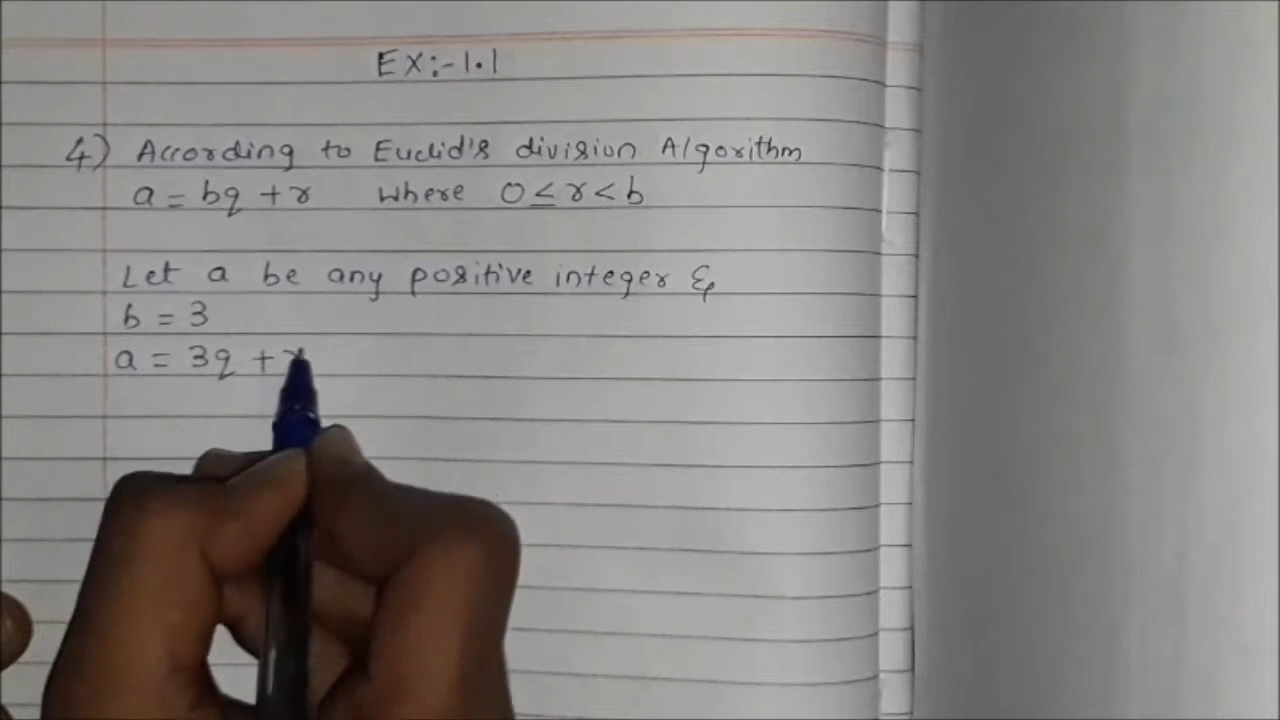 EX:-1.1
4) According to Euclid's division Algorithm
a = bq + r where 0 ≤ r < b
Let a be any positive integer &
b = 3
a = 3q + r